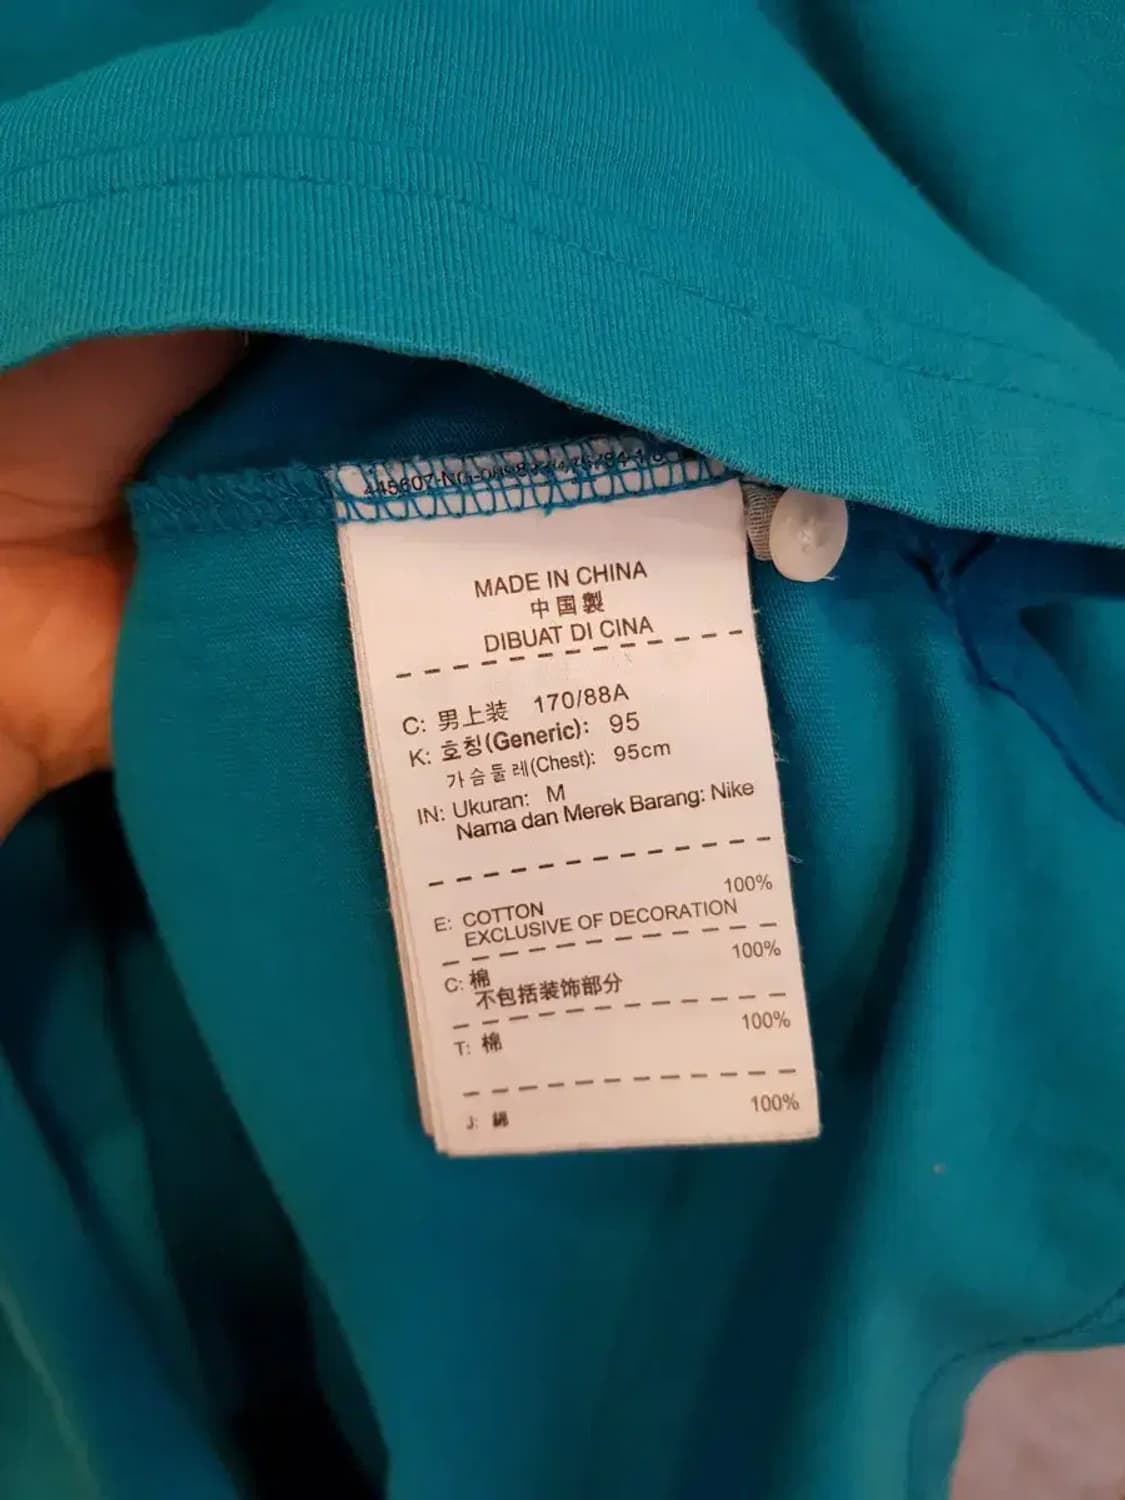 MADE IN CHINA
中国製
DIBUAT DI CINA
C: 男上装 170/88A
K: 호칭(Generic): 95
가슴둘레(Chest): 95cm
IN: Ukuran: M
Nama dan Merek Barang: Nike
100%
E: COTTON
EXCLUSIVE OF DECORATION
100%
C: 棉
不包括装饰部分
100%
T: 棉
100%
J: 綿